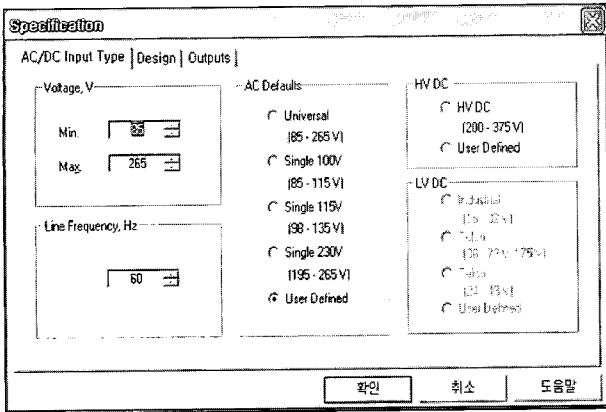 Specification
AC/DC Input Type Design Outputs
Voltage, V
Min.
Max. 265
Line Frequency, Hz
60
AC Defaults
Universal
(85 - 265 V)
Single 100V
(85 - 115 V)
Single 115V
(98 - 135 V)
Single 230V
(195 - 265 V)
User Defined
HV DC
HV DC
(200 - 375 V)
User Defined
LV DC
Industrial
User Defined
확인 취소 도움말